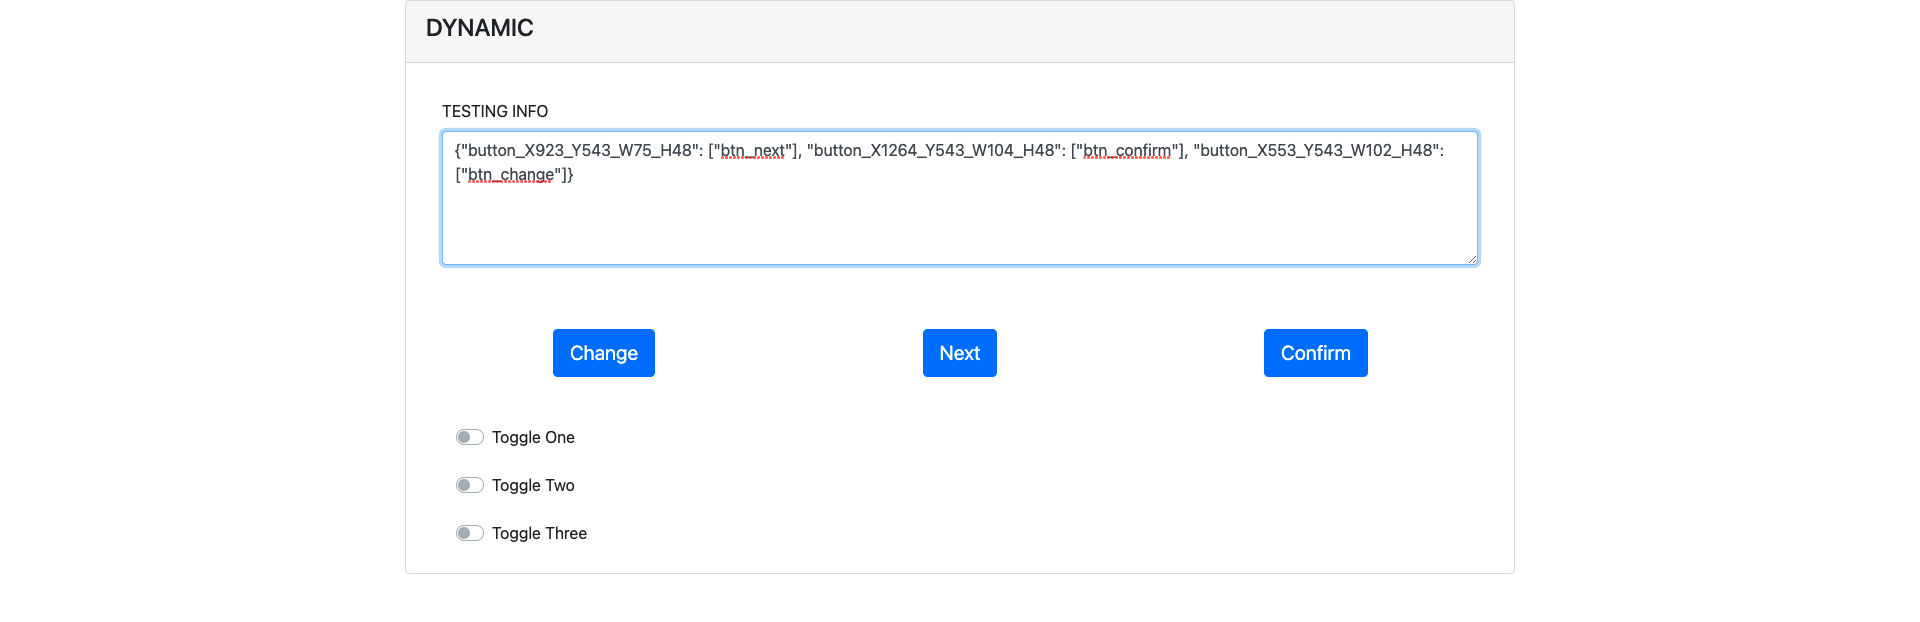 DYNAMIC
TESTING INFO
{"button_X923_Y543_W75_H48": ["btn_next"], "button_X1264_Y543_W104_H48": ["btn_confirm"], "button_X553_Y543_W102_H48":
["btn_change"]}
Change Next Confirm
Toggle One
Toggle Two
Toggle Three